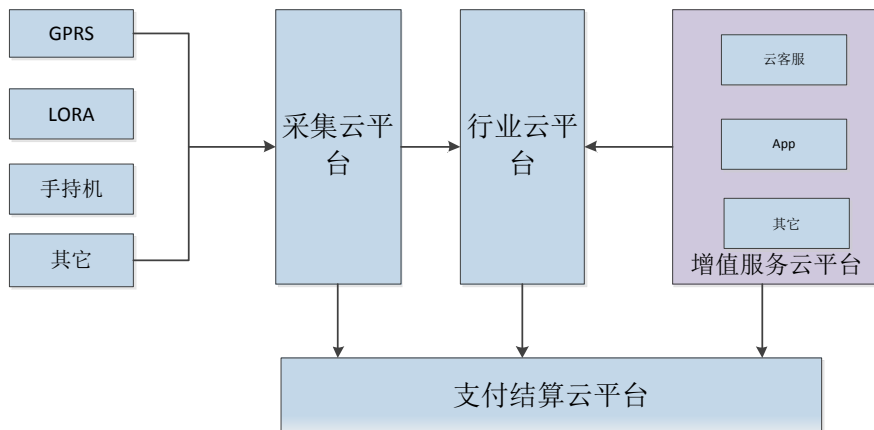 GPRS
LORA
手持机
其它
采集云平
台
行业云平
台
云客服
App
其它
增值服务云平台
支付结算云平台